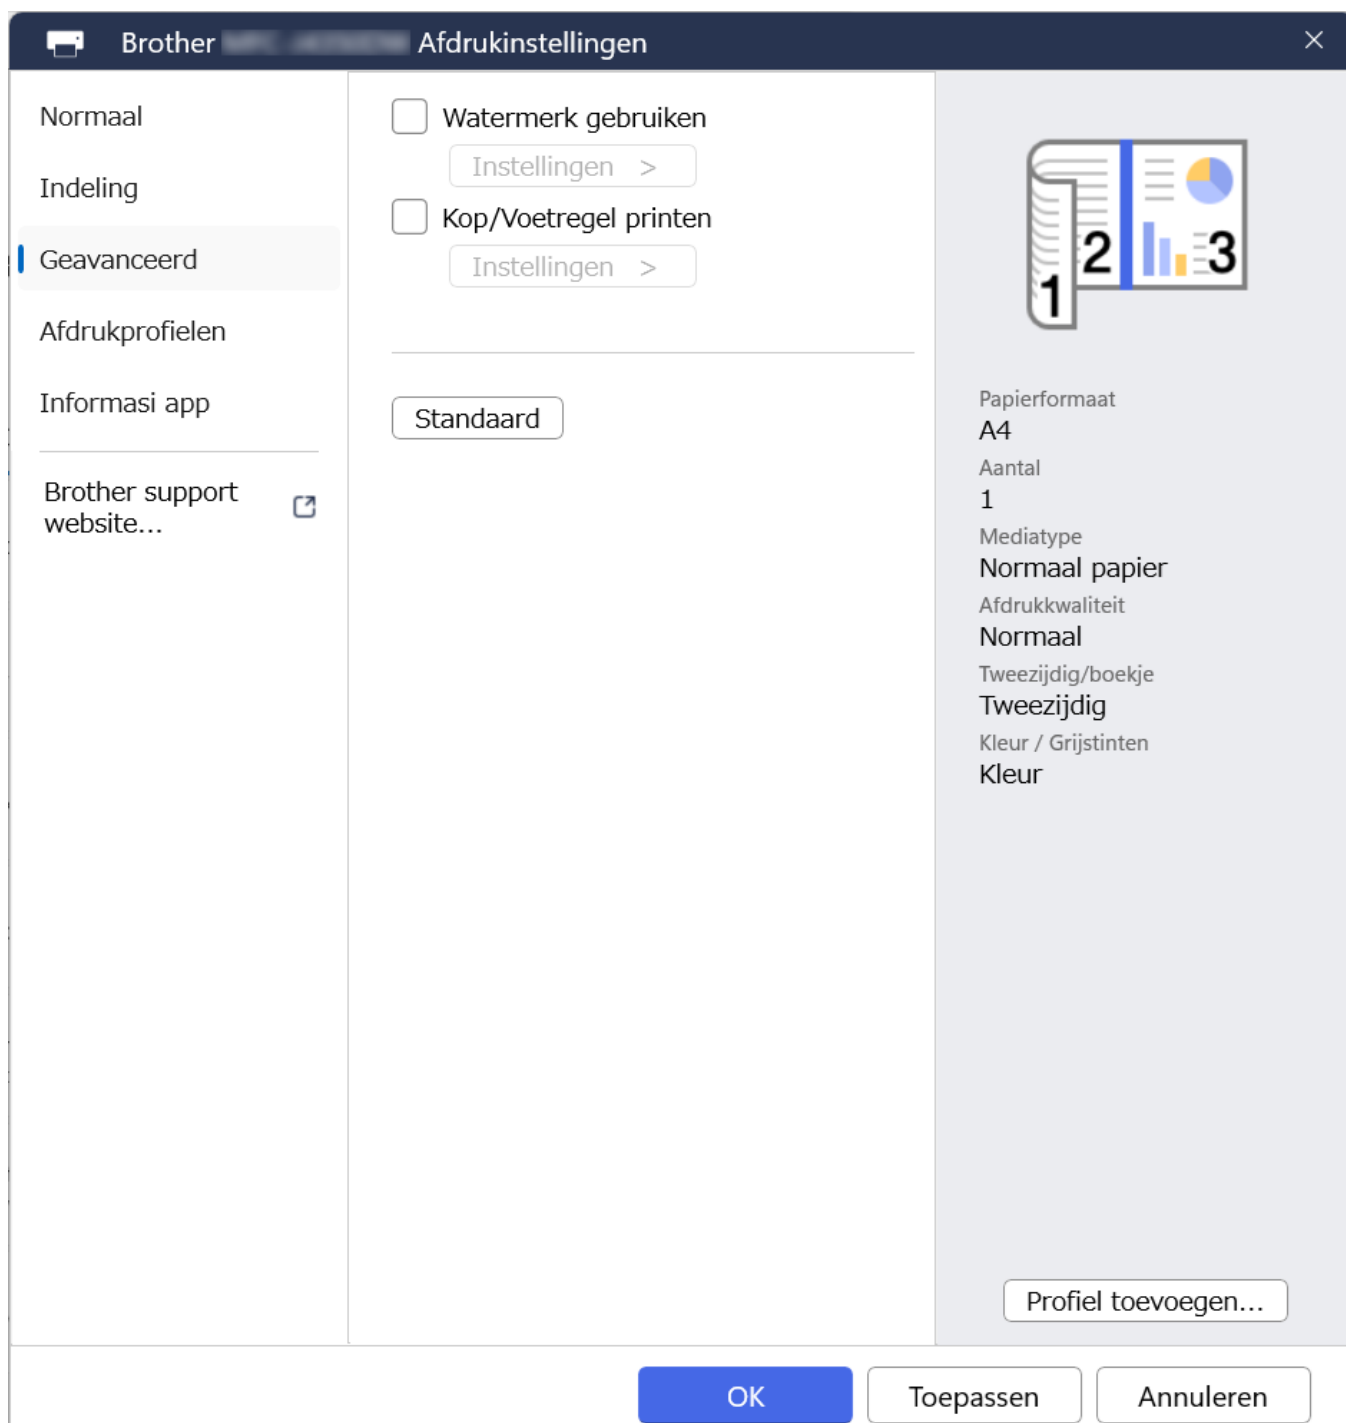 Brother Afdrukinstellingen
Normaal
Indeling
Geavanceerd
Afdrukprofielen
Informasi app
Brother support
website...
Watermerk gebruiken
Instellingen >
Kop/Voetregel printen
Instellingen >
Standaard
1 2 3
Papierformaat
A4
Aantal
1
Mediatype
Normaal papier
Afdrukkwaliteit
Normaal
Tweezijdig/boekje
Tweezijdig
Kleur / Grijstinten
Kleur
Profiel toevoegen...
OK
Toepassen
Annuleren